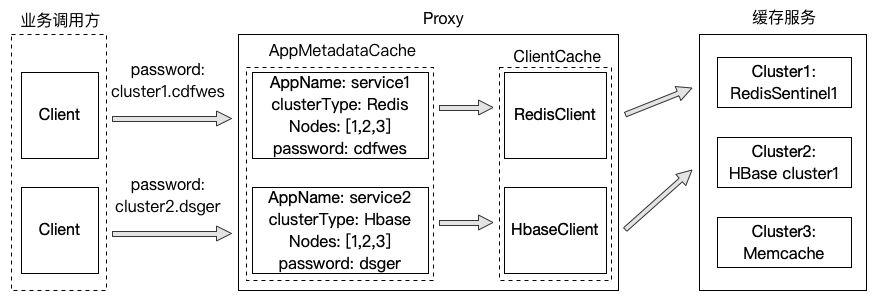 业务调用方
Proxy
缓存服务
password:
cluster1.cdfwes
password:
cluster2.dsger
Client
Client
AppMetadataCache
AppName: service1
clusterType: Redis
Nodes: [1,2,3]
password: cdfwes
AppName: service2
clusterType: Hbase
Nodes: [1,2,3]
password: dsger
ClientCache
RedisClient
HbaseClient
Cluster1:
RedisSentinel1
Cluster2:
HBase cluster1
Cluster3:
Memcache